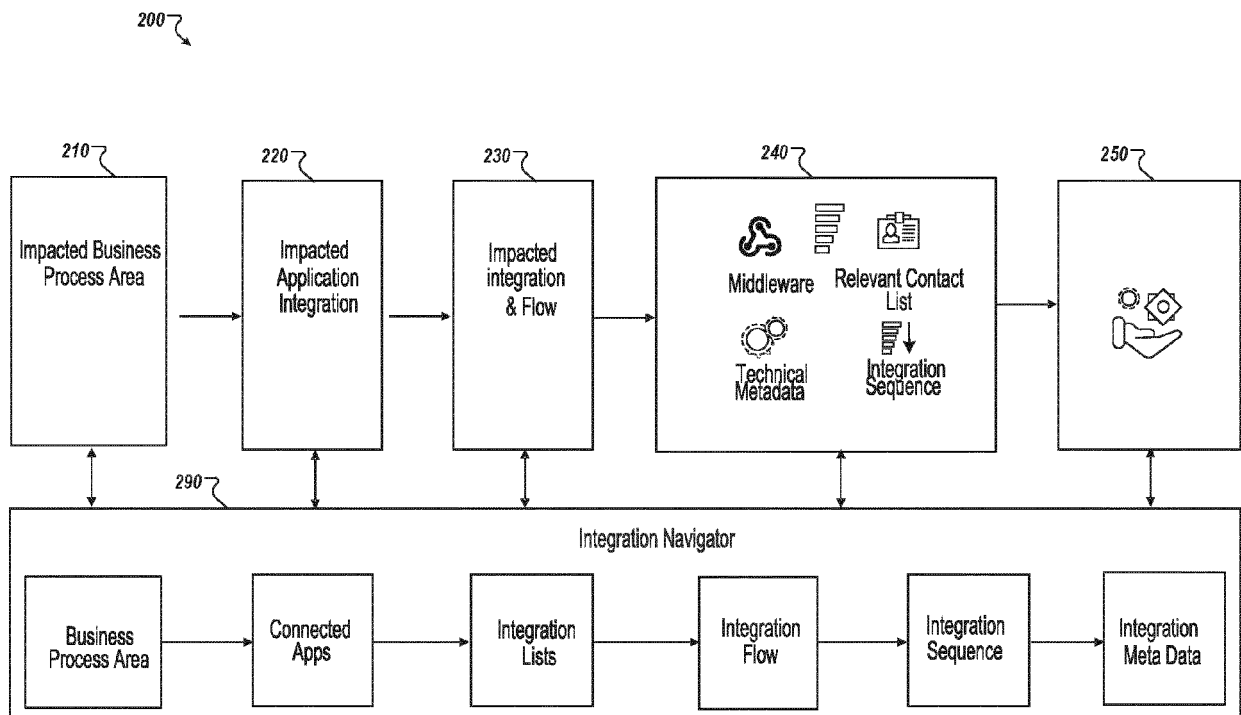 200
210
220
230
240
250
Impacted Business
Process Area
Impacted
Application
Integration
Impacted
integration
& Flow
Middleware
Relevant Contact
List
Technical
Metadata
Integration
Sequence
290
Integration Navigator
Business
Process Area
Connected
Apps
Integration
Lists
Integration
Flow
Integration
Sequence
Integration
Meta Data